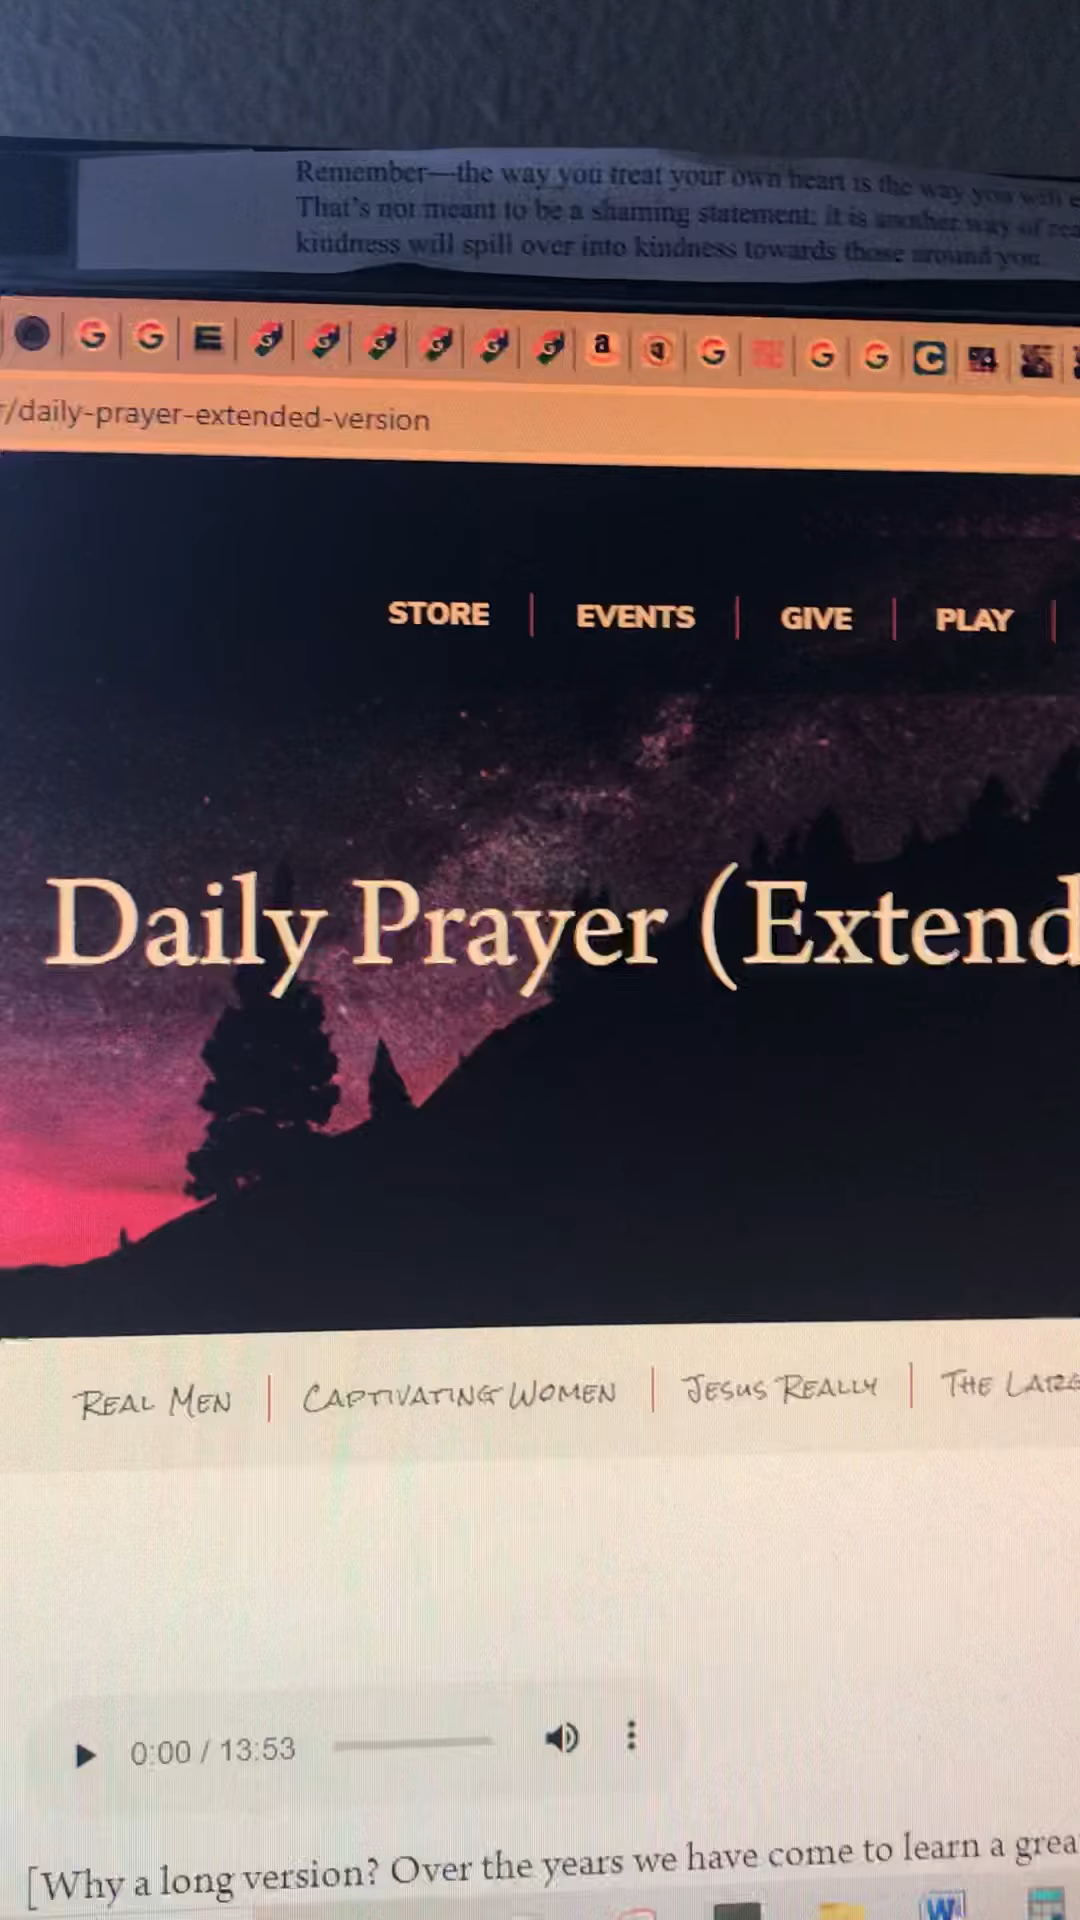 Remember—the way you treat your own heart is the way you will
That's not meant to be a shaming statement; it is another way of
kindness will spill over into kindness towards those around you.
r/daily-prayer-extended-version
STORE EVENTS GIVE PLAY
Daily Prayer (Extend
REAL MEN CAPTIVATING WOMEN JESUS REALLY THE LARG
0:00 / 13:53
[Why a long version? Over the years we have come to learn a grea